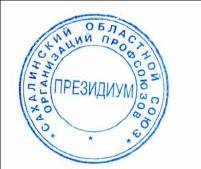 * САХАЛИНСКИЙ ОБЛАСТНОЙ СОЮЗ *
ОРГАНИЗАЦИЙ ПРОФСОЮЗОВ
ПРЕЗИДИУМ
*